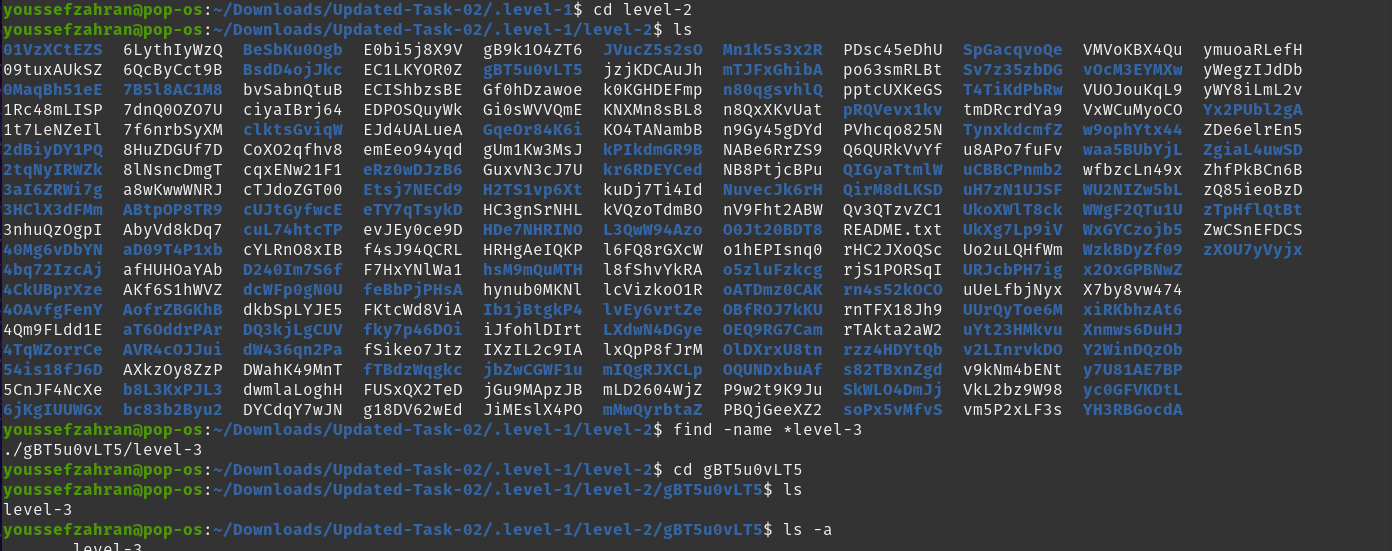 youssefzahran@pop-os:~/Downloads/Updated-Task-02/.level-1$ cd level-2
youssefzahran@pop-os:~/Downloads/Updated-Task-02/.level-1/level-2$ ls
01VzXCtEZS 6LythIyWzQ BeSbKu0Ogb E0bi5j8X9V gB9k1O4ZT6 JVucZ5s2sO Mn1k5s3x2R PDsc45eDhU SpGacqvoQe VMVoKBX4Qu ymuoaRLefH
09tuxAUkSZ 6QcByCct9B BsdD4ojJkc EC1LKYOR0Z gBT5u0vLT5 jzjKDCAuJh mTJFxGhibA po63smRLBt Sv7z35zbDG vOcM3EYMXw yWegzIJdDb
0MaqBh51eE 7B5l8AC1M8 bvSabnQtuB ECIShbzsBE Gf0hDzawoe k0KGHDEFmp n80qgsvhlQ pptcUXKeGS T4TiKdPbRw VUOJouKqL9 yWY8iLmL2v
1Rc48mLISP 7dnQ0OZO7U ciyaIBrj64 EDPOSQuyWk Gi0sWVVQmE KNXMn8sBL8 n8QxXKvUat pRQVevx1kv tmDRcrdYa9 VxWCuMyoCO Yx2PUbl2gA
1t7LeNZeIl 7f6nrbSyXM clktsGviqW EJd4UALueA GqeOr84K6i KO4TANambB n9Gy45gDYd PVhcqo825N TynxkdcmfZ w9ophYtx44 ZDe6elrEn5
2dBiyDY1PQ 8HuZDGUf7D CoXO2qfhv8 emEeo94yqd gUm1Kw3MsJ kPIkdmGR9B NABe6RrZS9 Q6QURkVvYf u8APo7fuFv waa5BUbYjL ZgiaL4uwSD
2tqNyIRWZk 8lNsncDmgT cqxENw21F1 eRz0wDJzB6 GuxvN3cJ7U kr6RDEYCed NB8PtjcBPu QIGyaTtmlW uCBBCPnmb2 wfbzcLn49x ZhfPkBCn6B
3aI6ZRWi7g a8wKwwWNRJ cTJdoZGT00 Etsj7NECd9 H2TS1vp6Xt kuDj7Ti4Id NuvecJk6rH QirM8dLKSD uH7zN1UJSF WU2NIZw5bL zQ85ieoBzD
3HClX3dFMm ABtpOP8TR9 cUJtGyfwcE eTY7qTsykD HC3gnSrNHL kVQzoTdmBO nV9Fht2ABW Qv3QTzvZC1 UkoXWlT8ck WWgF2QTu1U zTpHflQtBt
3nhuQzOgpI AbyVd8kDq7 cuL74htcTP evJEy0ce9D HDe7NHRINO L3QwW94Azo O0Jt20BDT8 README.txt UkXg7Lp9iV WxGYCzojb5 ZwCSnEFDCS
40Mg6vDbYN aD09T4P1xb cYLRnO8xIB f4sJ94QCRL HRHgAeIQKP l6FQ8rGXcW o1hEPIsnq0 rHC2JXoQSc Uo2uLQHfWm WzkBDyZf09 zXOU7yVyjx
4bq72IzcAj afHUHOaYAb D240Im7S6f F7HxYNlWa1 hsM9mQuMTH l8fShvYkRA o5zluFzkcg rjS1PORSqI URJcbPH7ig x2OxGPBNwZ
4CkUBprXze AKf6S1hWVZ dcWFp0gN0U feBbPjPHsA hynub0MKNl lcVizkoO1R oATDmz0CAK rn4s52kOCO uUeLfbjNyx X7by8vw474
4OAvfgFenY AofrZBGKhB dkbSpLYJE5 FKtcWd8ViA Ib1jBtgkP4 lvEy6vrtZe OBfROJ7kKU rnTFX18Jh9 UUrQyToe6M xiRKbhzAt6
4Qm9FLdd1E aT6OddrPAr DQ3kjLgCUV fky7p46DOi iJfohlDIrt LXdwN4DGye OEQ9RG7Cam rTAkta2aW2 uYt23HMkvu Xnmws6DuHJ
4TqWZorrCe AVR4cOJJui dW436qn2Pa fSikeo7Jtz IXzIL2c9IA lxQpP8fJrM OlDXrxU8tn rzz4HDYtQb v2LInrvkDO Y2WinDQzOb
54is18fJ6D AXkzOy8ZzP DWahK49MnT fTBdzWqgkc jbZwCGWF1u mIQgRJXCLp OQUNDxbuAf s82TBxnZgd v9kNm4bENt y7U81AE7BP
5CnJF4NcXe b8L3KxPJL3 dwmlaLoghH FUSxQX2TeD jGu9MApzJB mLD2604WjZ P9w2t9K9Ju SkWLO4DmJj VkL2bz9W98 yc0GFVKDtL
6jKgIUUWGx bc83b2Byu2 DYCdqY7wJN g18DV62wEd JiMEslX4PO mMwQyrbtaZ PBQjGeeXZ2 soPx5vMfvS vm5P2xLF3s YH3RBGocdA
youssefzahran@pop-os:~/Downloads/Updated-Task-02/.level-1/level-2$ find -name *level-3
./gBT5u0vLT5/level-3
youssefzahran@pop-os:~/Downloads/Updated-Task-02/.level-1/level-2$ cd gBT5u0vLT5
youssefzahran@pop-os:~/Downloads/Updated-Task-02/.level-1/level-2/gBT5u0vLT5$ ls
level-3
youssefzahran@pop-os:~/Downloads/Updated-Task-02/.level-1/level-2/gBT5u0vLT5$ ls -a
level-3